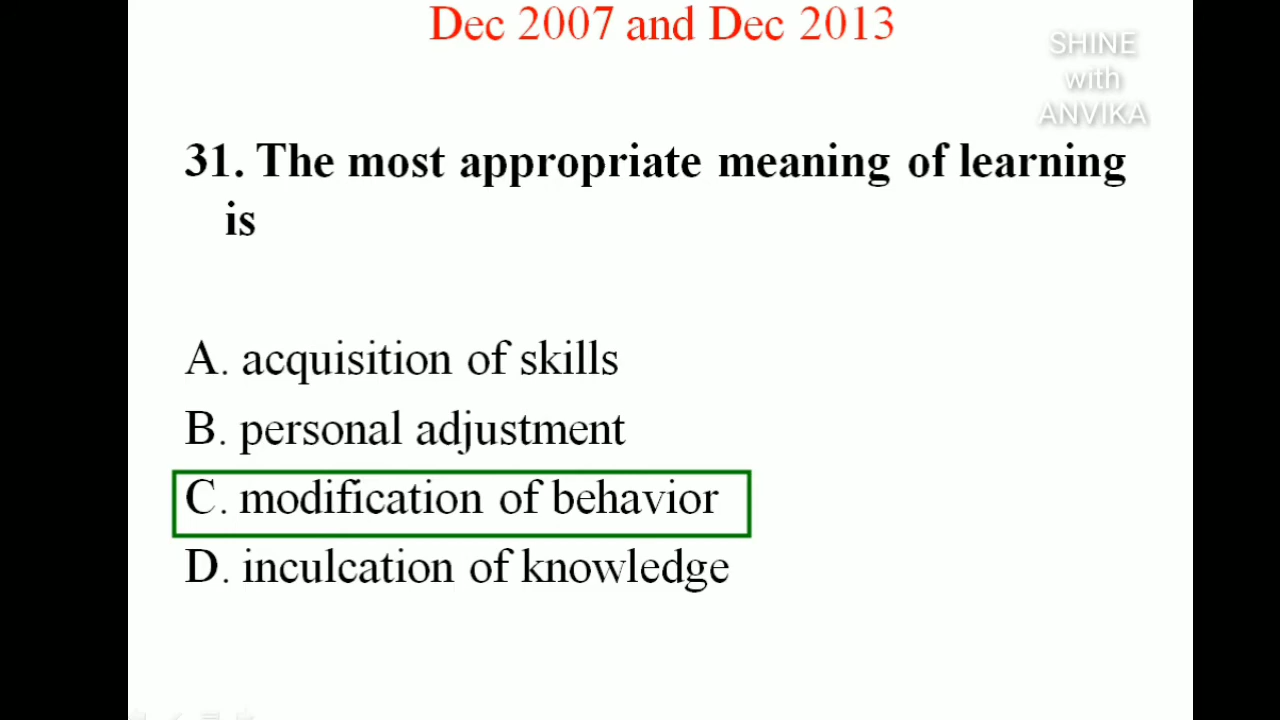 Dec 2007 and Dec 2013
SHINE
with
ANVIKA
31. The most appropriate meaning of learning
is
A. acquisition of skills
B. personal adjustment
C. modification of behavior
D. inculcation of knowledge